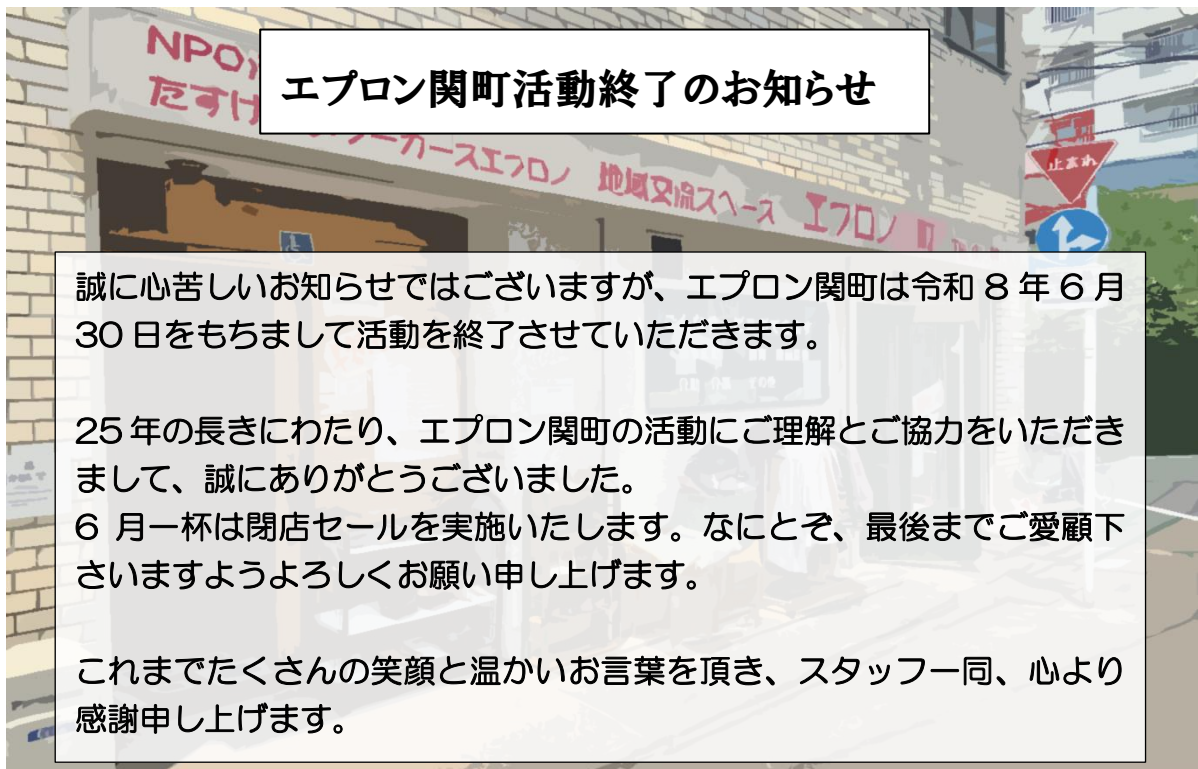 エプロン関町活動終了のお知らせ
NPO
たすけ
ーカースエプロン 地域交流スペース エプロン 町
止まれ
誠に心苦しいお知らせではございますが、エプロン関町は令和 8 年 6 月
30 日をもちまして活動を終了させていただきます。
25 年の長きにわたり、エプロン関町の活動にご理解とご協力をいただき
まして、誠にありがとうございました。
6 月一杯は閉店セールを実施いたします。なにとぞ、最後までご愛顧下
さいますようよろしくお願い申し上げます。
これまでたくさんの笑顔と温かいお言葉を頂き、スタッフ一同、心より
感謝申し上げます。